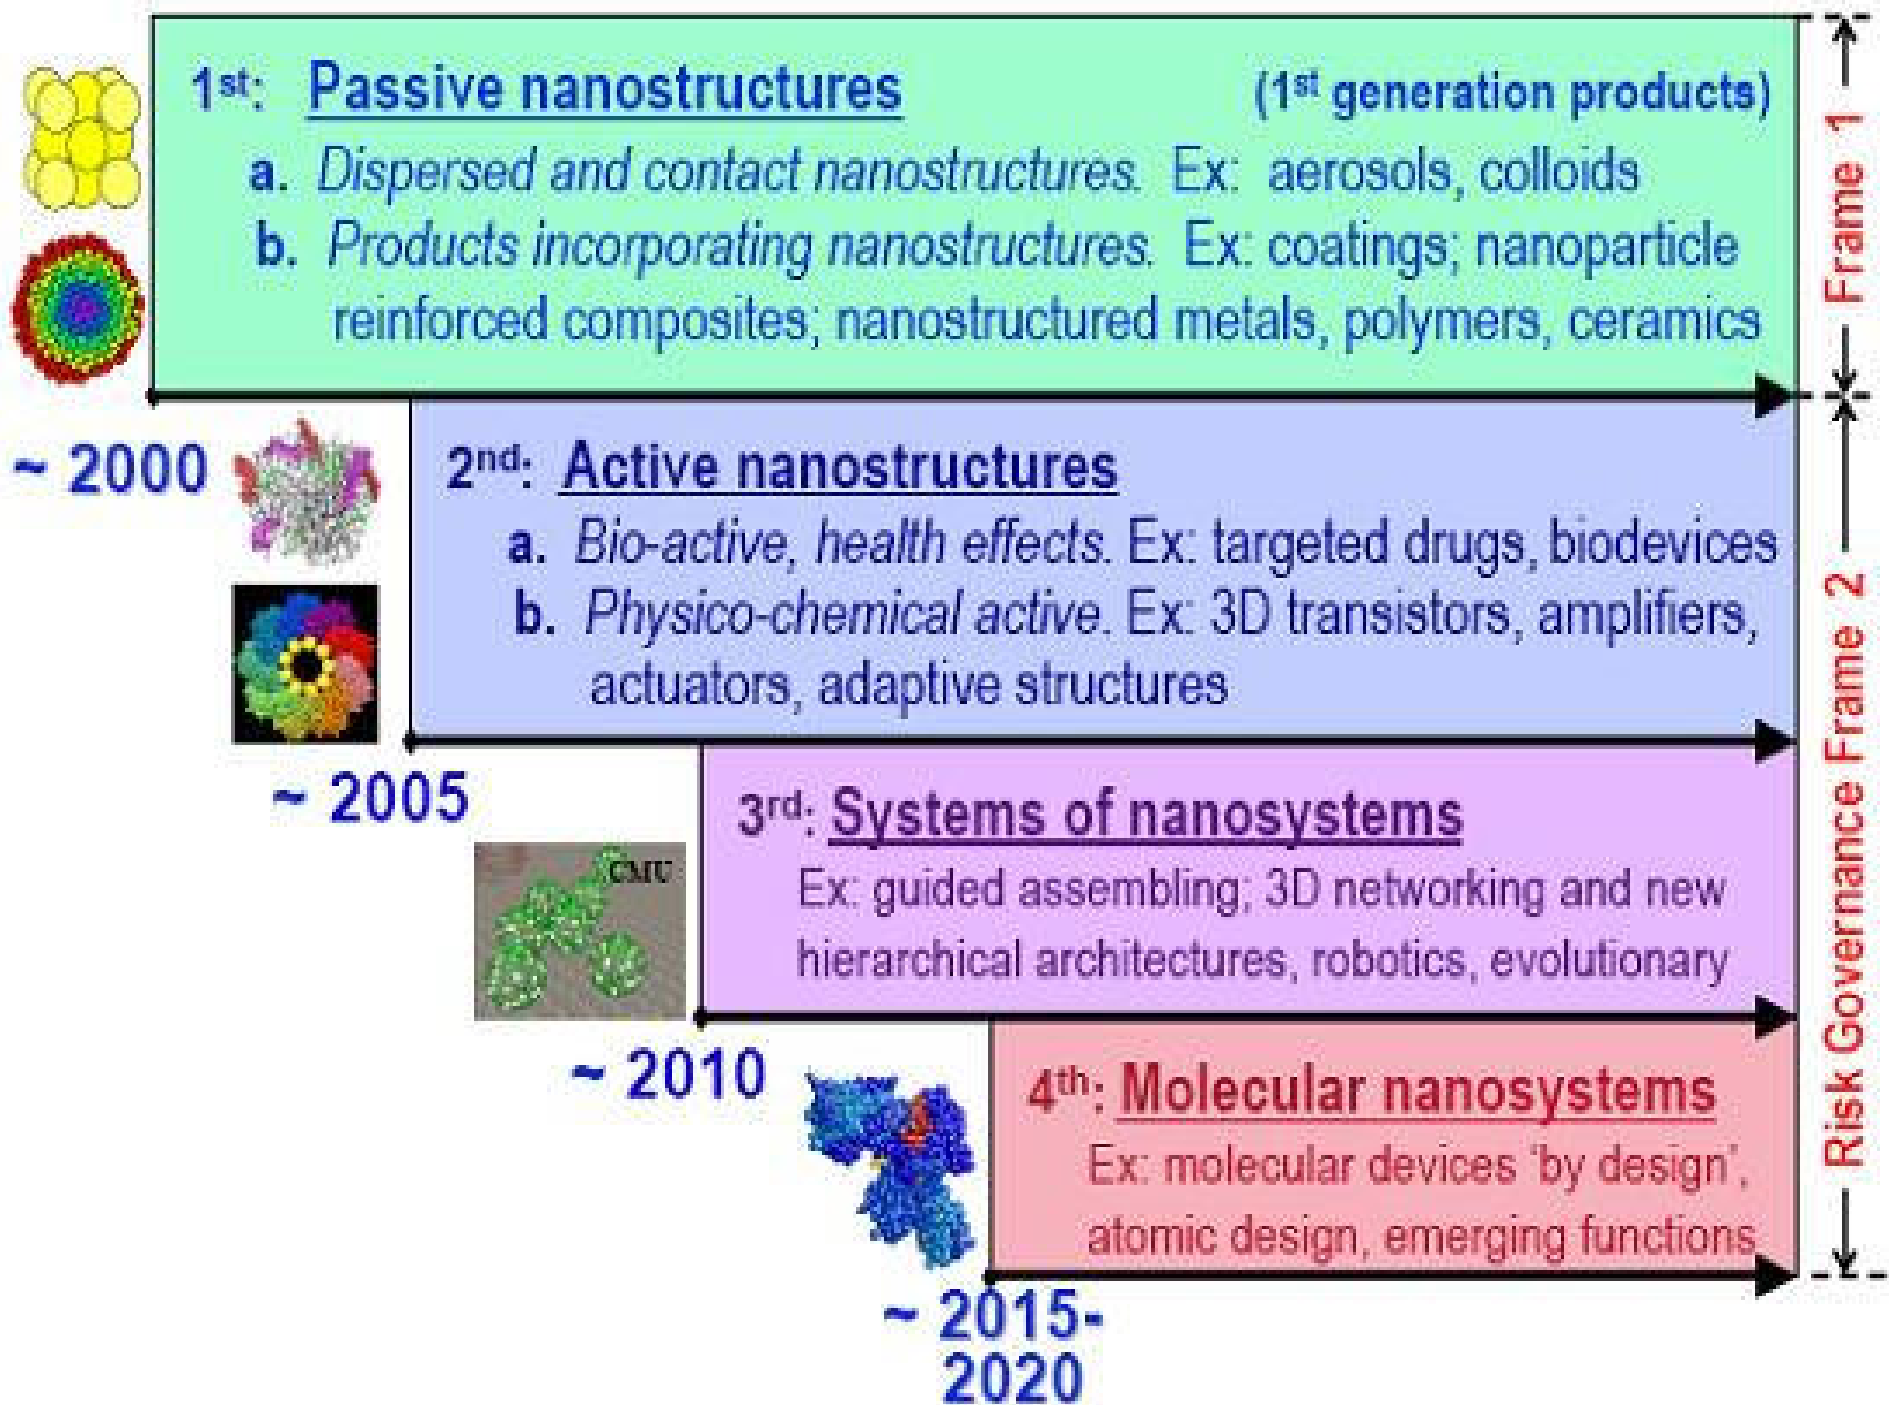 1st: Passive nanostructures (1st generation products)
a. Dispersed and contact nanostructures. Ex: aerosols, colloids
b. Products incorporating nanostructures. Ex: coatings; nanoparticle
reinforced composites; nanostructured metals, polymers, ceramics
~ 2000
2nd: Active nanostructures
a. Bio-active, health effects. Ex: targeted drugs, biodevices
b. Physico-chemical active. Ex: 3D transistors, amplifiers,
actuators, adaptive structures
~ 2005
3rd: Systems of nanosystems
Ex: guided assembling; 3D networking and new
hierarchical architectures, robotics, evolutionary
CMU
~ 2010
4th: Molecular nanosystems
Ex: molecular devices ‘by design’,
atomic design, emerging functions
~ 2015-
2020
Frame 1
Risk Governance Frame 2